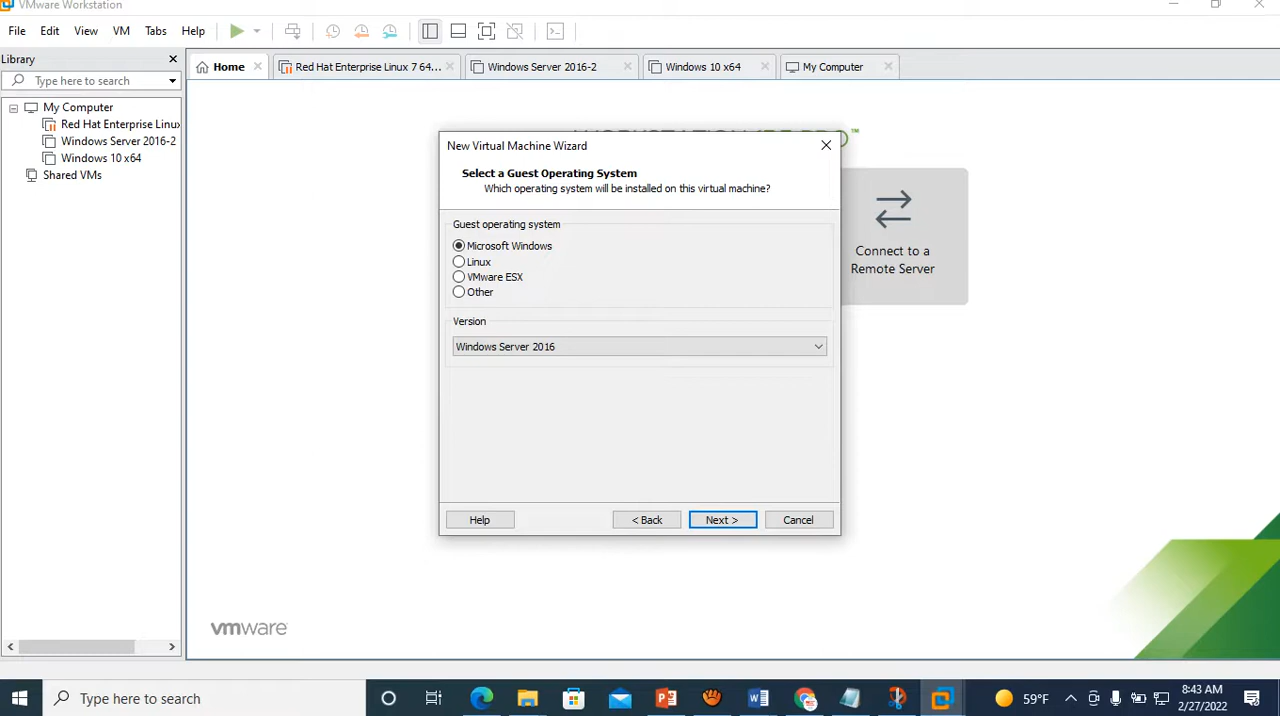 VMware Workstation
File Edit View VM Tabs Help
Library
Type here to search
My Computer
Red Hat Enterprise Linux
Windows Server 2016-2
Windows 10 x64
Shared VMs
Home
Red Hat Enterprise Linux 7 64...
Windows Server 2016-2
Windows 10 x64
My Computer
™
New Virtual Machine Wizard
Select a Guest Operating System
Which operating system will be installed on this virtual machine?
Guest operating system
Microsoft Windows
Linux
VMware ESX
Other
Version
Windows Server 2016
Help
< Back
Next >
Cancel
Connect to a
Remote Server
vmware
Type here to search
59°F
8:43 AM
2/27/2022